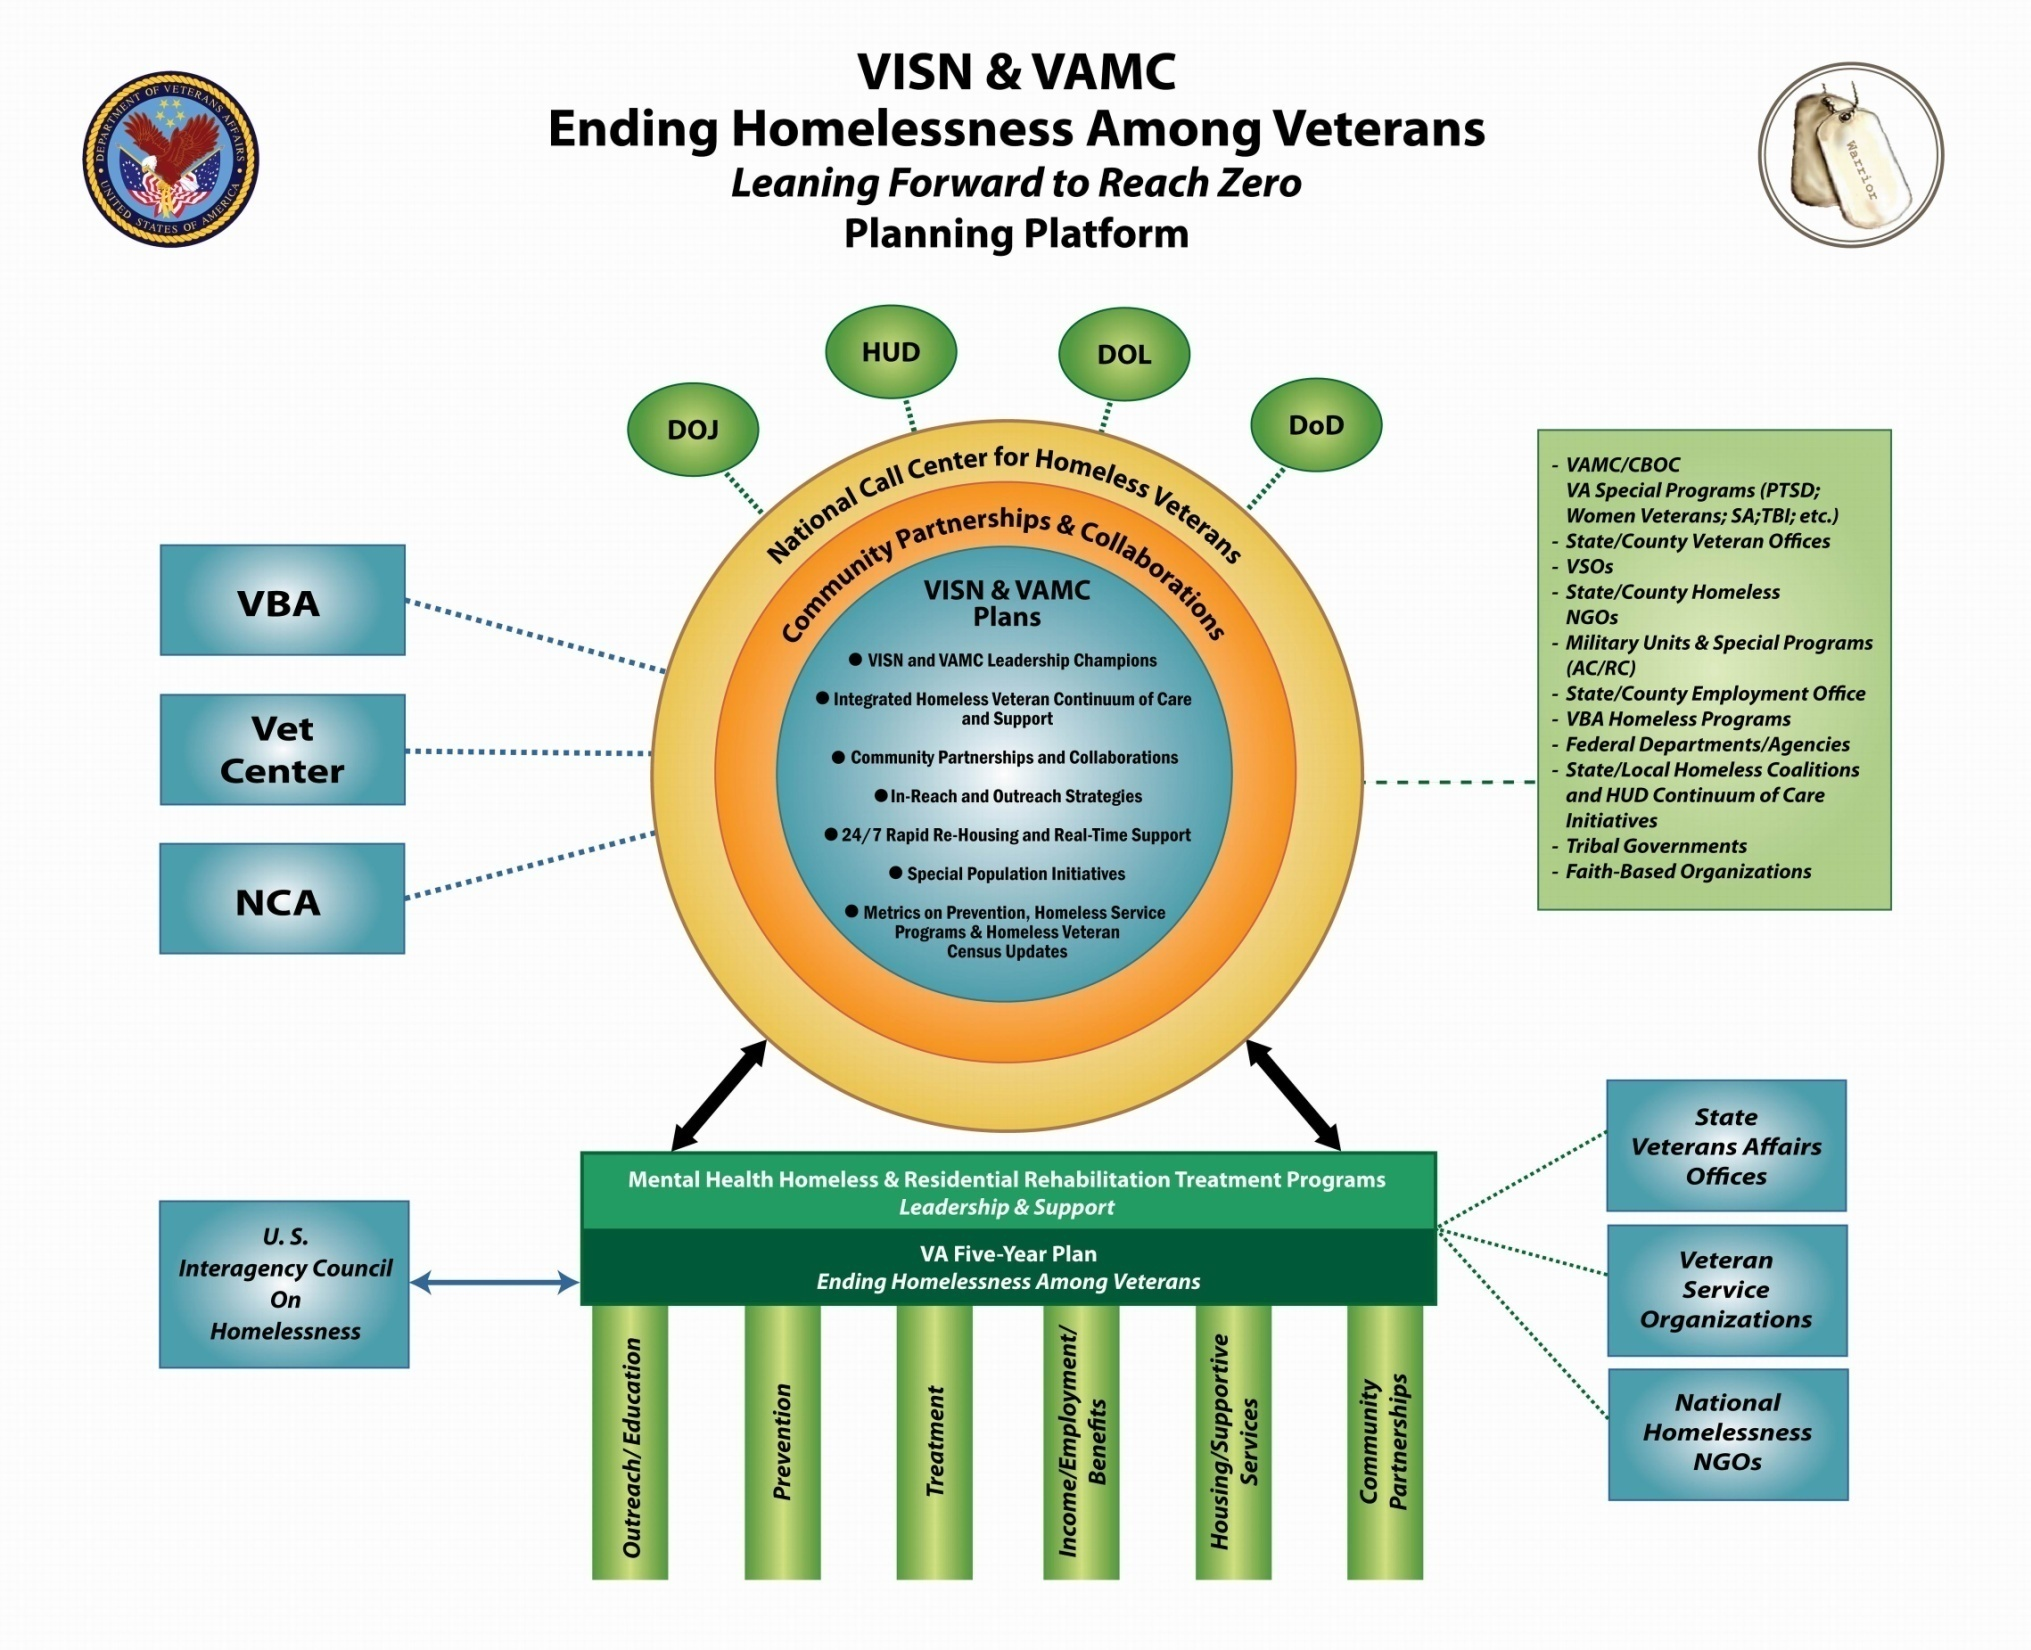 VISN & VAMC
Ending Homelessness Among Veterans
Leaning Forward to Reach Zero
Planning Platform
DEPARTMENT OF VETERANS AFFAIRS
UNITED STATES OF AMERICA
Warrior
DOJ
HUD
DOL
DoD
National Call Center for Homeless Veterans
Community Partnerships & Collaborations
VISN & VAMC
Plans
● VISN and VAMC Leadership Champions
● Integrated Homeless Veteran Continuum of Care
and Support
● Community Partnerships and Collaborations
● In-Reach and Outreach Strategies
● 24/7 Rapid Re-Housing and Real-Time Support
● Special Population Initiatives
● Metrics on Prevention, Homeless Service
Programs & Homeless Veteran
Census Updates
VBA
Vet
Center
NCA
- VAMC/CBOC
VA Special Programs (PTSD;
Women Veterans; SA;TBI; etc.)
- State/County Veteran Offices
- VSOs
- State/County Homeless
NGOs
- Military Units & Special Programs
(AC/RC)
- State/County Employment Office
- VBA Homeless Programs
- Federal Departments/Agencies
- State/Local Homeless Coalitions
and HUD Continuum of Care
Initiatives
- Tribal Governments
- Faith-Based Organizations
Mental Health Homeless & Residential Rehabilitation Treatment Programs
Leadership & Support
VA Five-Year Plan
Ending Homelessness Among Veterans
U. S.
Interagency Council
On
Homelessness
State
Veterans Affairs
Offices
Veteran
Service
Organizations
National
Homelessness
NGOs
Outreach/ Education
Prevention
Treatment
Income/Employment/
Benefits
Housing/Supportive
Services
Community
Partnerships